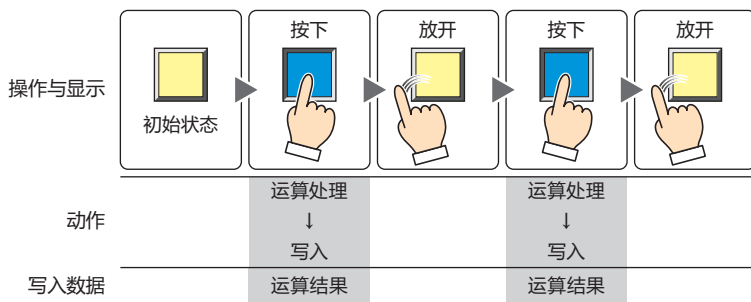 按下
放开
按下
放开
操作与显示
初始状态
运算处理
运算处理
动作
↓
↓
写入
写入
写入数据
运算结果
运算结果